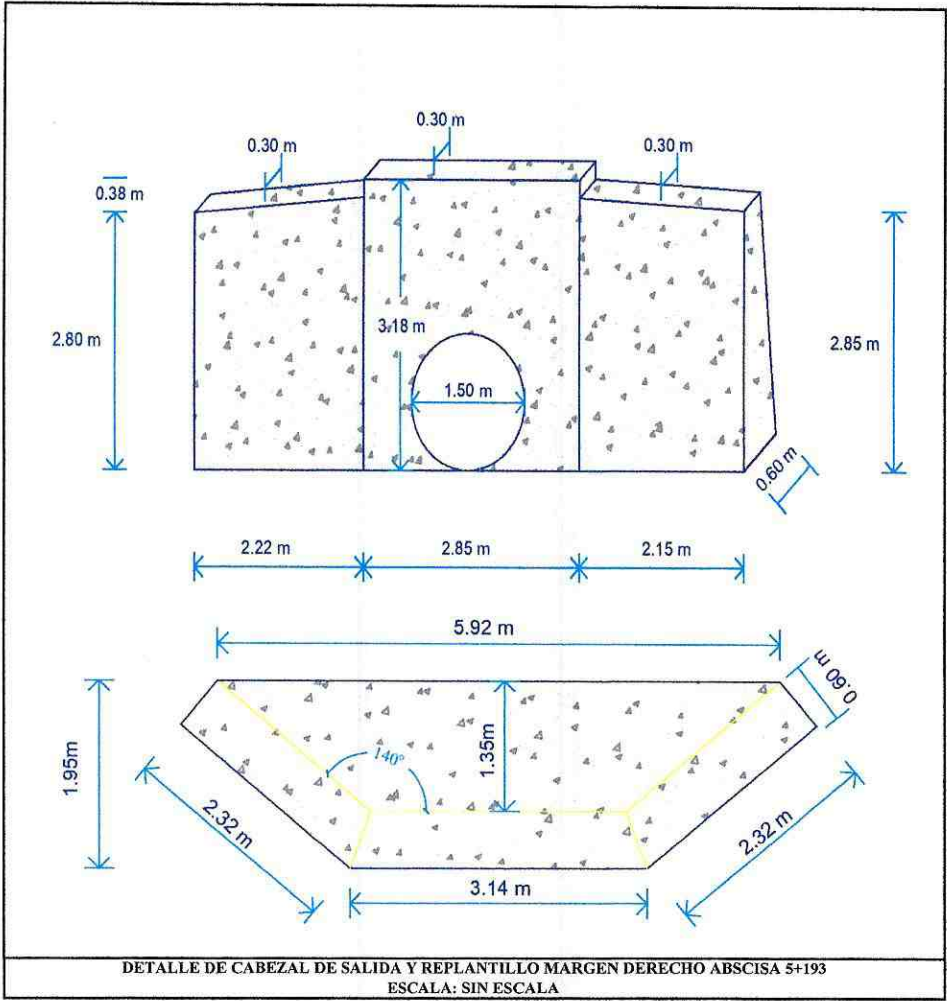 0.30 m
0.30 m
0.30 m
0.38 m
2.80 m
3.18 m
2.85 m
1.50 m
0.60 m
2.22 m
2.85 m
2.15 m
5.92 m
0.60 m
1.95m
140°
1.35m
2.32 m
2.32 m
3.14 m
DETALLE DE CABEZAL DE SALIDA Y REPLANTILLO MARGEN DERECHO ABSCISA 5+193
ESCALA: SIN ESCALA